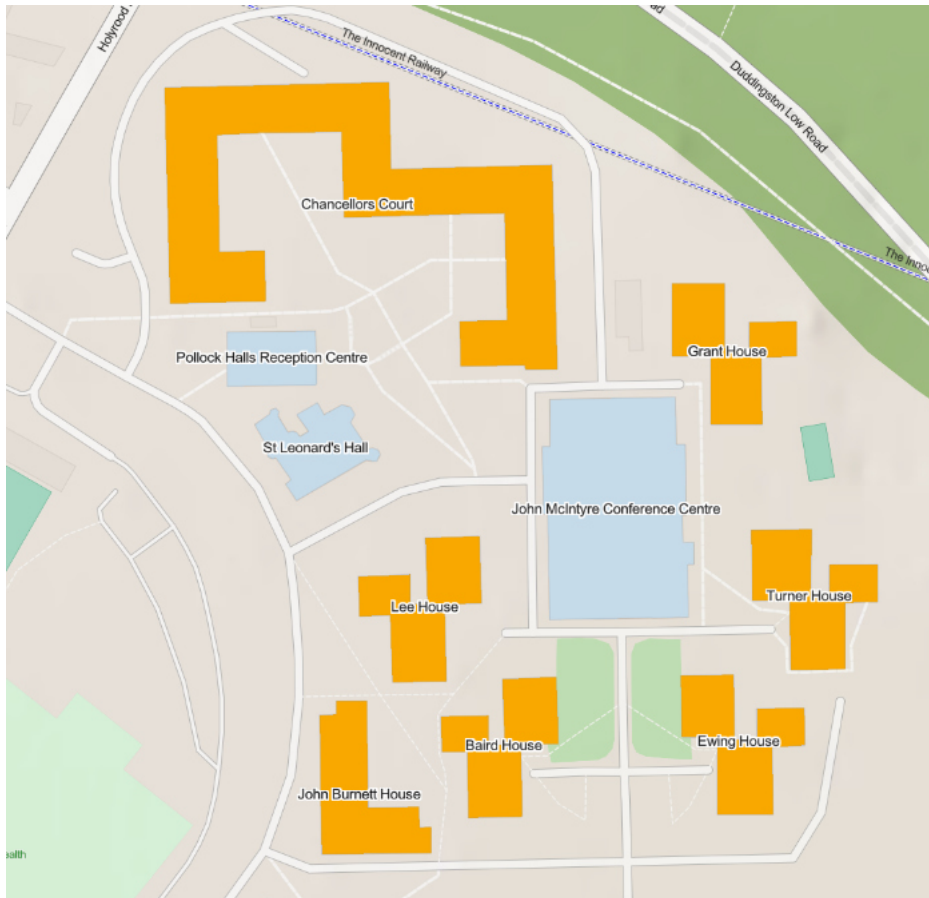 Holyrood
The Innocent Railway
Duddingston Low Road
Chancellors Court
The Innoc
Pollock Halls Reception Centre
Grant House
St Leonard's Hall
John McIntyre Conference Centre
Lee House
Turner House
Baird House
Ewing House
John Burnett House
ealth